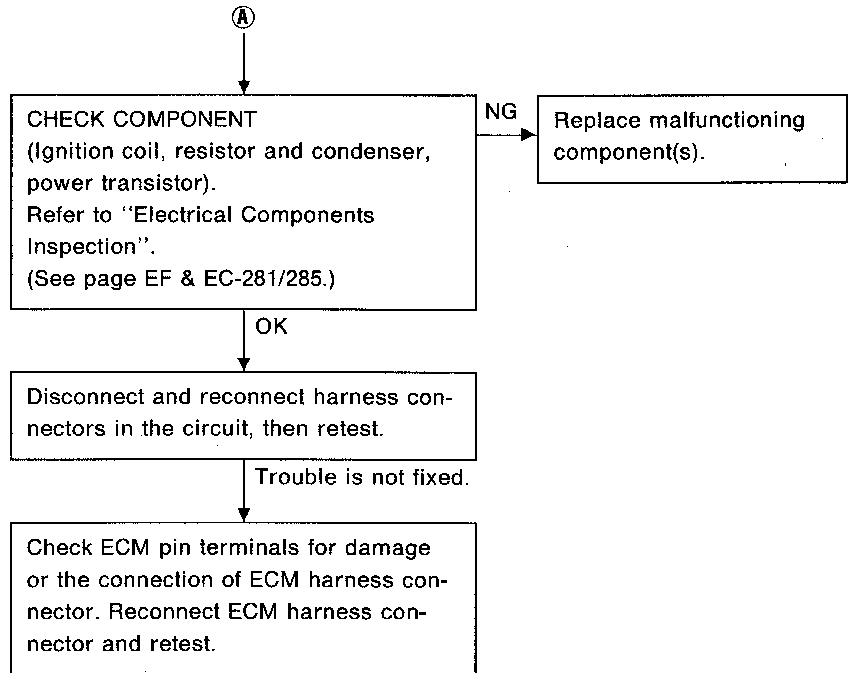 A
CHECK COMPONENT
(Ignition coil, resistor and condenser,
power transistor).
Refer to "Electrical Components
Inspection".
(See page EF & EC-281/285.)
NG
Replace malfunctioning
component(s).
OK
Disconnect and reconnect harness con-
nectors in the circuit, then retest.
Trouble is not fixed.
Check ECM pin terminals for damage
or the connection of ECM harness con-
nector. Reconnect ECM harness con-
nector and retest.